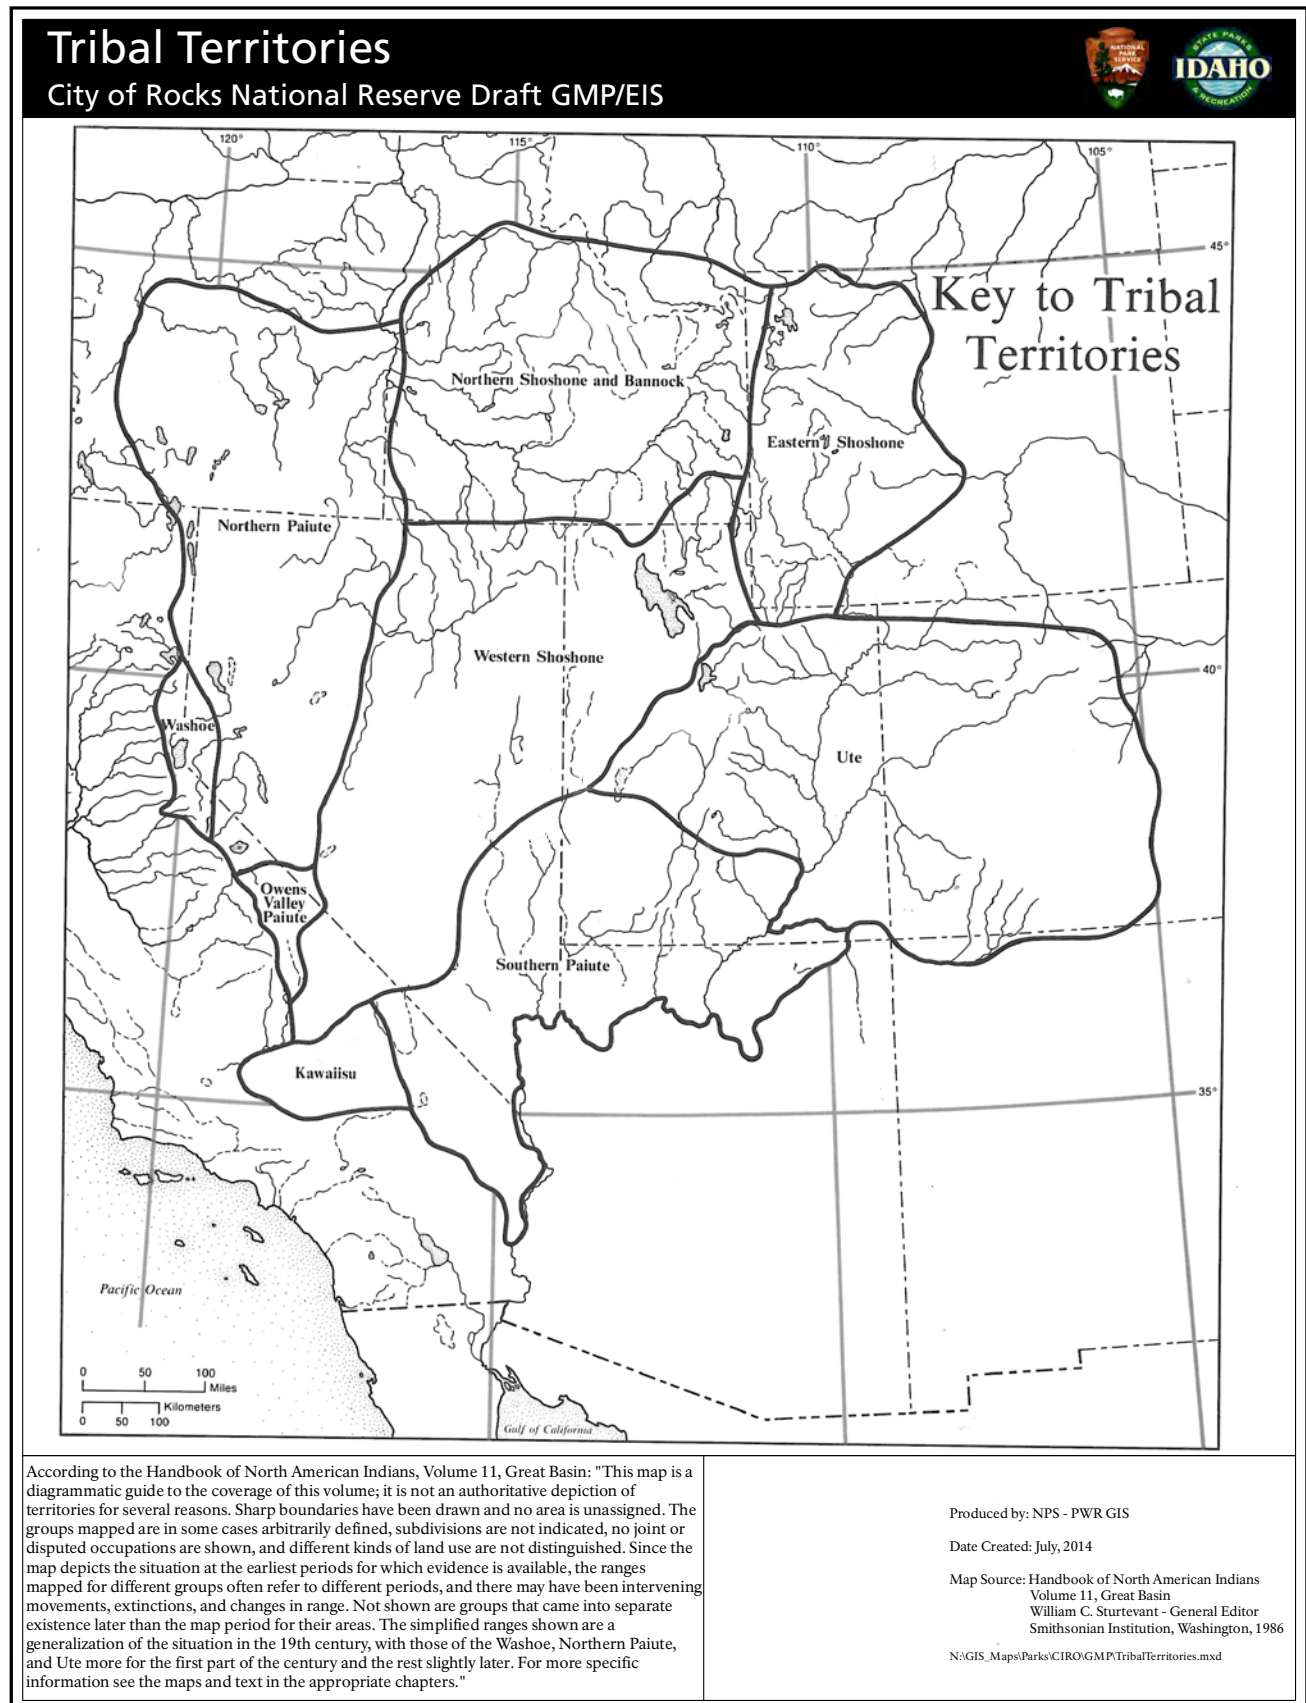 Tribal Territories
City of Rocks National Reserve Draft GMP/EIS
NATIONAL
PARK
SERVICE
STATE PARKS
IDAHO
& RECREATION
120°
115°
110°
105°
45°
Key to Tribal
Territories
Northern Shoshone and Bannock
Eastern Shoshone
Northern Paiute
Western Shoshone
40°
Washoe
Ute
Owens
Valley
Paiute
Southern Paiute
Kawaiisu
35°
Pacific Ocean
0 50 100
Miles
Kilometers
0 50 100
Gulf of California
According to the Handbook of North American Indians, Volume 11, Great Basin: "This map is a
diagrammatic guide to the coverage of this volume; it is not an authoritative depiction of
territories for several reasons. Sharp boundaries have been drawn and no area is unassigned. The
groups mapped are in some cases arbitrarily defined, subdivisions are not indicated, no joint or
disputed occupations are shown, and different kinds of land use are not distinguished. Since the
map depicts the situation at the earliest periods for which evidence is available, the ranges
mapped for different groups often refer to different periods, and there may have been intervening
movements, extinctions, and changes in range. Not shown are groups that came into separate
existence later than the map period for their areas. The simplified ranges shown are a
generalization of the situation in the 19th century, with those of the Washoe, Northern Paiute,
and Ute more for the first part of the century and the rest slightly later. For more specific
information see the maps and text in the appropriate chapters."
Produced by: NPS - PWR GIS
Date Created: July, 2014
Map Source: Handbook of North American Indians
Volume 11, Great Basin
William C. Sturtevant - General Editor
Smithsonian Institution, Washington, 1986
N:\GIS_Maps\Parks\CIRO\GMP\TribalTerritories.mxd